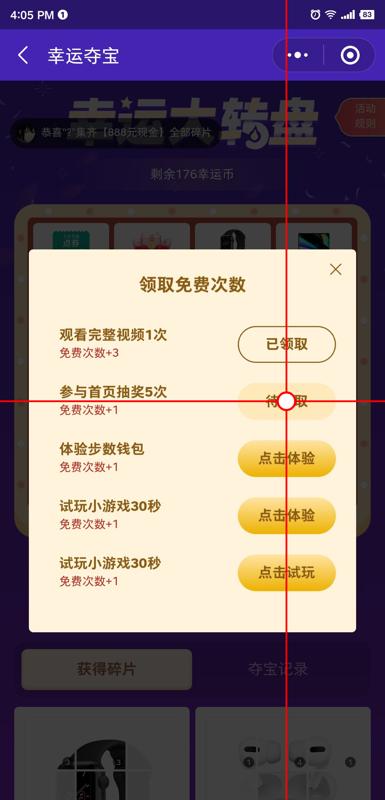 4:05 PM
83
幸运夺宝
幸运大转盘
活动
规则
恭喜"?"集齐【888元现金】全部碎片
剩余176幸运币
领取免费次数
观看完整视频1次
免费次数+3
已领取
参与首页抽奖5次
免费次数+1
待领取
体验步数钱包
免费次数+1
点击体验
试玩小游戏30秒
免费次数+1
点击体验
试玩小游戏30秒
免费次数+1
点击试玩
获得碎片
夺宝记录